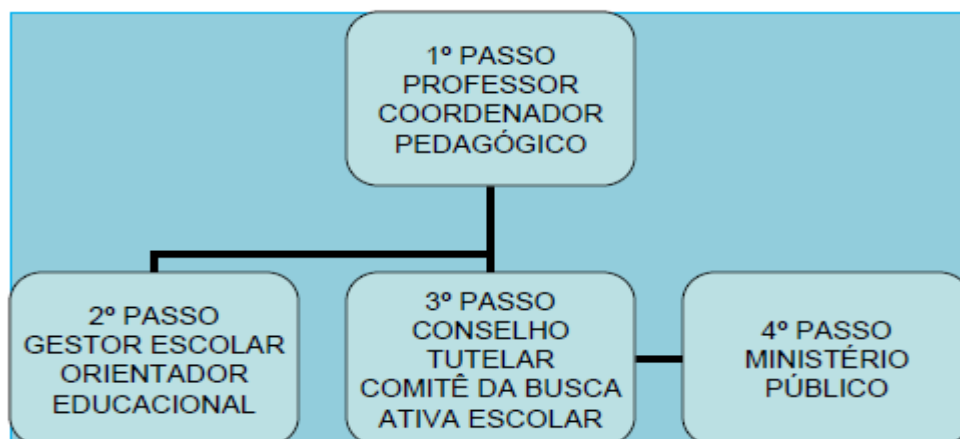 1º PASSO
PROFESSOR
COORDENADOR
PEDAGÓGICO
2º PASSO
GESTOR ESCOLAR
ORIENTADOR
EDUCACIONAL
3º PASSO
CONSELHO
TUTELAR
COMITÊ DA BUSCA
ATIVA ESCOLAR
4º PASSO
MINISTÉRIO
PÚBLICO